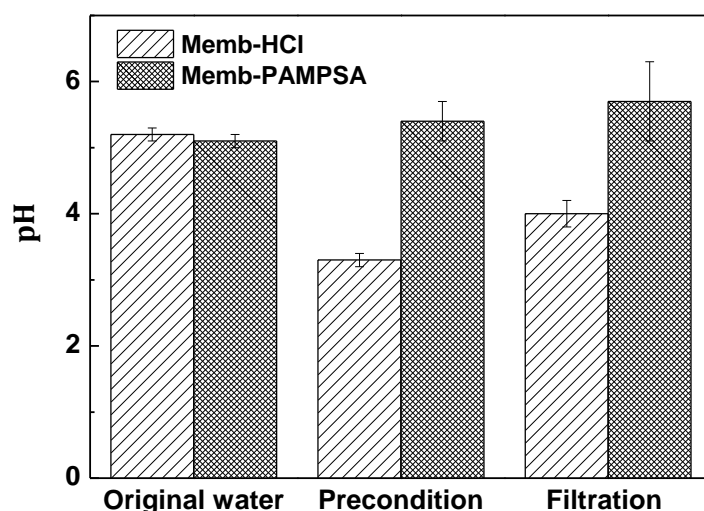 Memb-HCl
Memb-PAMPSA
pH
6
4
2
0
Original water Precondition Filtration